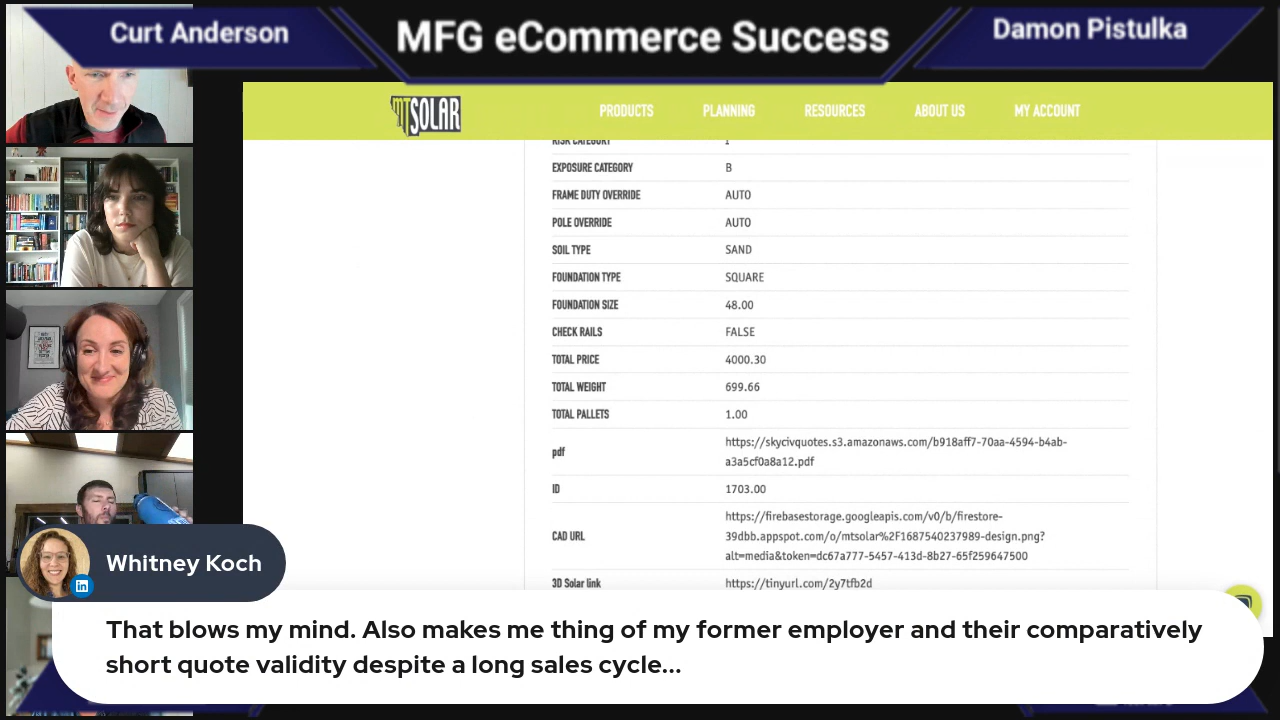 Curt Anderson
MFG eCommerce Success
Damon Pistulka
MT SOLAR
PRODUCTS PLANNING RESOURCES ABOUT US MY ACCOUNT
RISK CATEGORY I
EXPOSURE CATEGORY B
FRAME DUTY OVERRIDE AUTO
POLE OVERRIDE AUTO
SOIL TYPE SAND
FOUNDATION TYPE SQUARE
FOUNDATION SIZE 48.00
CHECK RAILS FALSE
TOTAL PRICE 4000.30
TOTAL WEIGHT 699.66
TOTAL PALLETS 1.00
pdf https://skycivquotes.s3.amazonaws.com/b918aff7-70aa-4594-b4ab-
a3a5cf0a8a12.pdf
ID 1703.00
CAD URL https://firebasestorage.googleapis.com/v0/b/firestore-
39dbb.appspot.com/o/mtsolar%2F1687540237989-design.png?
alt=media&token=dc67a777-5457-413d-8b27-65f259647500
3D Solar link https://tinyurl.com/2y7tfb2d
in
Whitney Koch
That blows my mind. Also makes me thing of my former employer and their comparatively
short quote validity despite a long sales cycle...